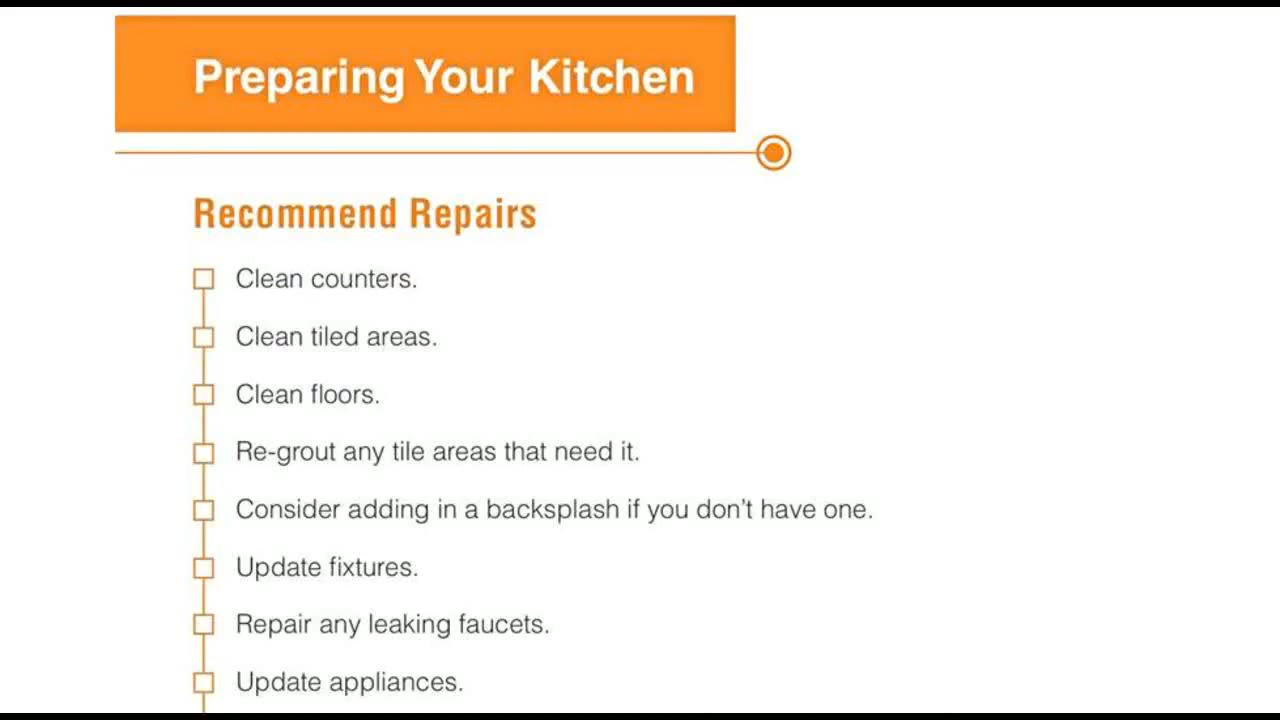 Preparing Your Kitchen
Recommend Repairs
Clean counters.
Clean tiled areas.
Clean floors.
Re-grout any tile areas that need it.
Consider adding in a backsplash if you don't have one.
Update fixtures.
Repair any leaking faucets.
Update appliances.